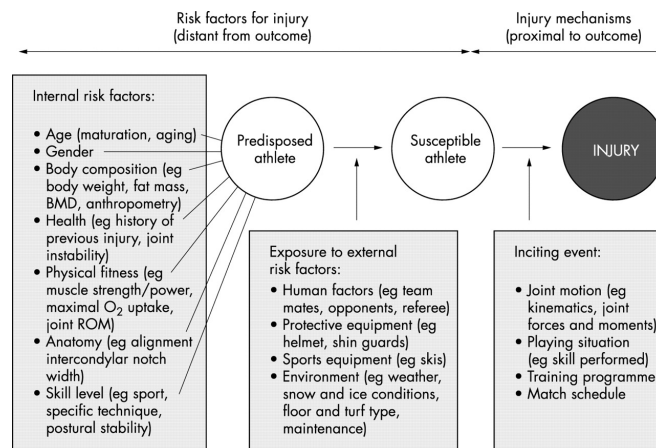 Risk factors for injury
(distant from outcome)
Injury mechanisms
(proximal to outcome)
Internal risk factors:
• Age (maturation, aging)
• Gender
• Body composition (eg
body weight, fat mass,
BMD, anthropometry)
• Health (eg history of
previous injury, joint
instability)
• Physical fitness (eg
muscle strength/power,
maximal O2 uptake,
joint ROM)
• Anatomy (eg alignment
intercondylar notch
width)
• Skill level (eg sport,
specific technique,
postural stability)
Predisposed
athlete
Susceptible
athlete
INJURY
Exposure to external
risk factors:
• Human factors (eg team
mates, opponents, referee)
• Protective equipment (eg
helmet, shin guards)
• Sports equipment (eg skis)
• Environment (eg weather,
snow and ice conditions,
floor and turf type,
maintenance)
Inciting event:
• Joint motion (eg
kinematics, joint
forces and moments)
• Playing situation
(eg skill performed)
• Training programme
• Match schedule